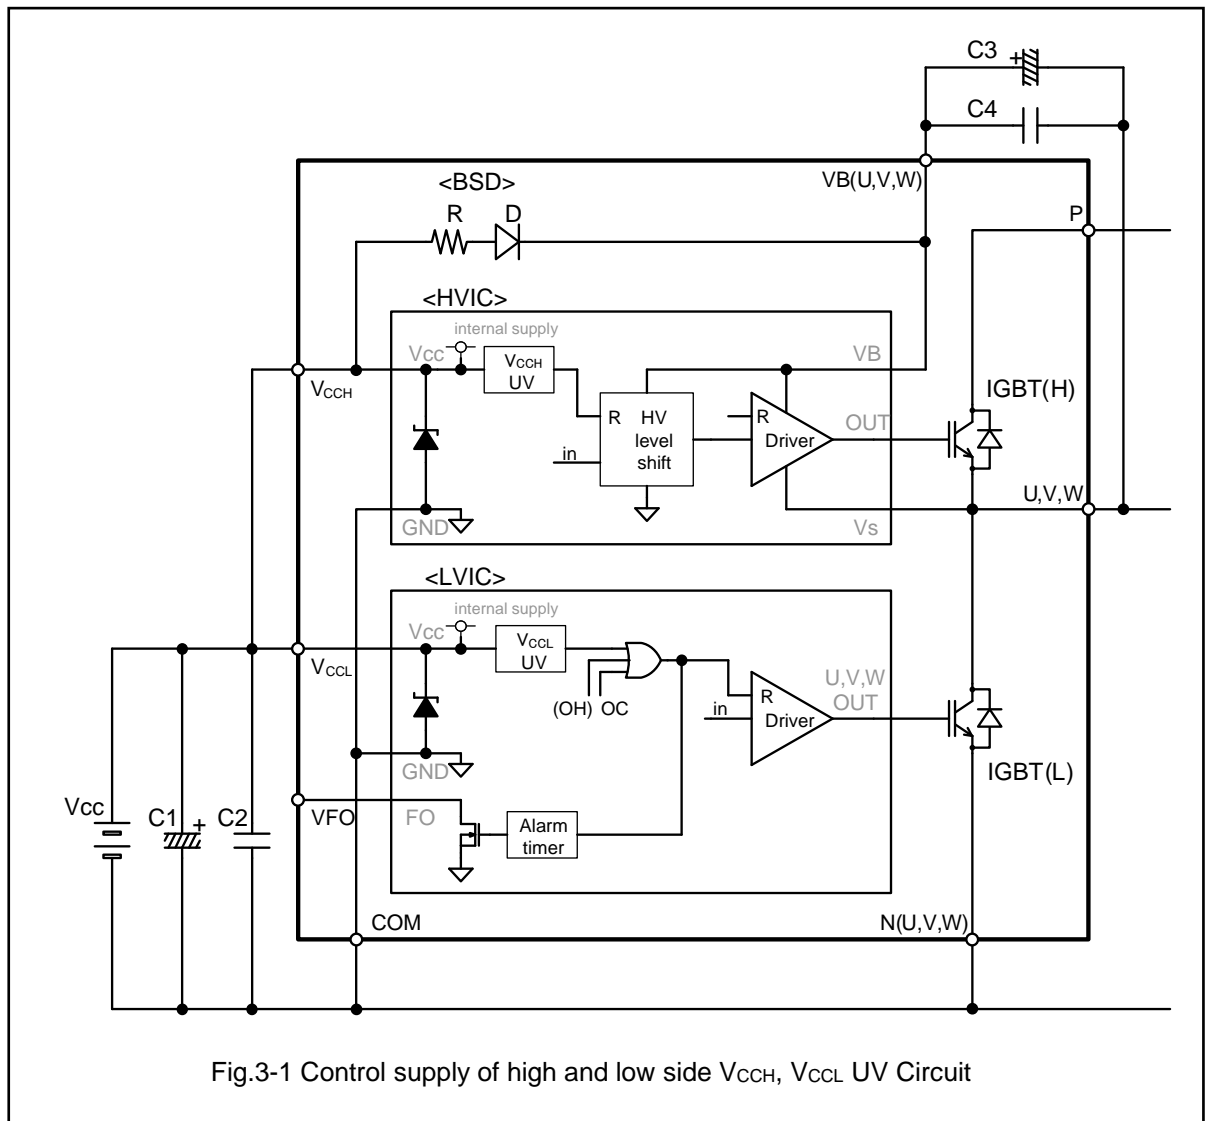 C3
+
C4
VB(U,V,W)
<BSD>
R
D
P
<HVIC>
internal supply
Vcc
VCCH
UV
VB
VCCH
IGBT(H)
R
HV
level
shift
in
R
Driver
OUT
U,V,W
GND
Vs
<LVIC>
internal supply
Vcc
VCCL
UV
VCCL
(OH) OC
U,V,W
OUT
R
in
Driver
GND
IGBT(L)
Vcc
C1
+
C2
VFO
FO
Alarm
timer
COM
N(U,V,W)
Fig.3-1 Control supply of high and low side VCCH, VCCL UV Circuit